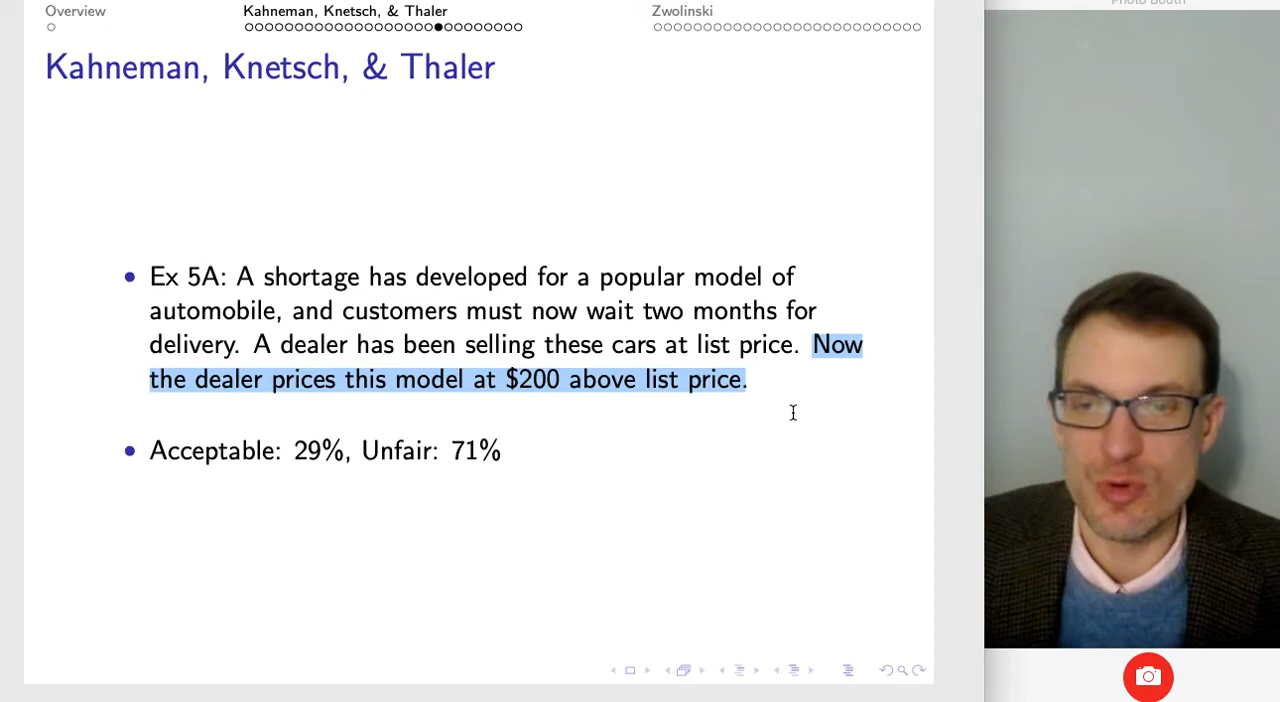 Overview
Kahneman, Knetsch, & Thaler
Zwolinski
Kahneman, Knetsch, & Thaler
• Ex 5A: A shortage has developed for a popular model of
automobile, and customers must now wait two months for
delivery. A dealer has been selling these cars at list price. Now
the dealer prices this model at $200 above list price.
• Acceptable: 29%, Unfair: 71%
Photo Booth